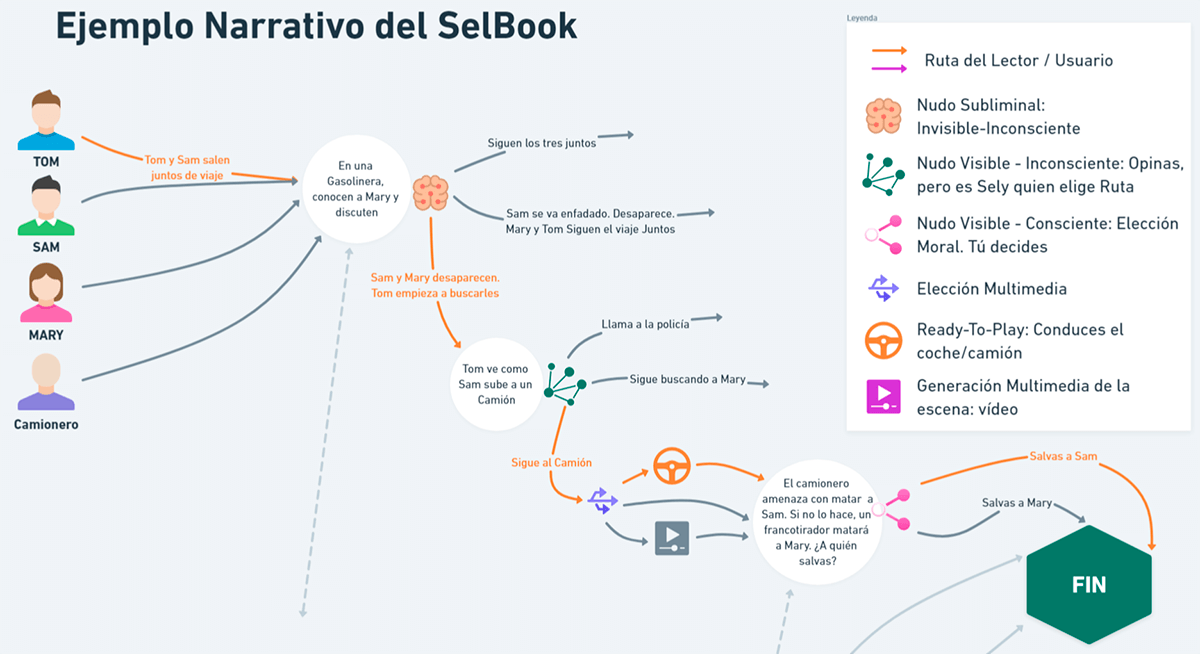 Ejemplo Narrativo del SelBook
Leyenda
Ruta del Lector / Usuario
Nudo Subliminal:
Invisible-Inconsciente
Nudo Visible - Inconsciente: Opinas,
pero es Sely quien elige Ruta
Nudo Visible - Consciente: Elección
Moral. Tú decides
Elección Multimedia
Ready-To-Play: Conduces el
coche/camión
Generación Multimedia de la
escena: vídeo
TOM
SAM
MARY
Camionero
Tom y Sam salen
juntos de viaje
En una
Gasolinera,
conocen a Mary y
discuten
Siguen los tres juntos
Sam se va enfadado. Desaparece.
Mary y Tom Siguen el viaje Juntos
Sam y Mary desaparecen.
Tom empieza a buscarles
Tom ve como
Sam sube a un
Camión
Llama a la policía
Sigue buscando a Mary
Sigue al Camión
El camionero
amenaza con matar a
Sam. Si no lo hace, un
francotirador matará
a Mary. ¿A quién
salvas?
Salvas a Sam
Salvas a Mary
FIN